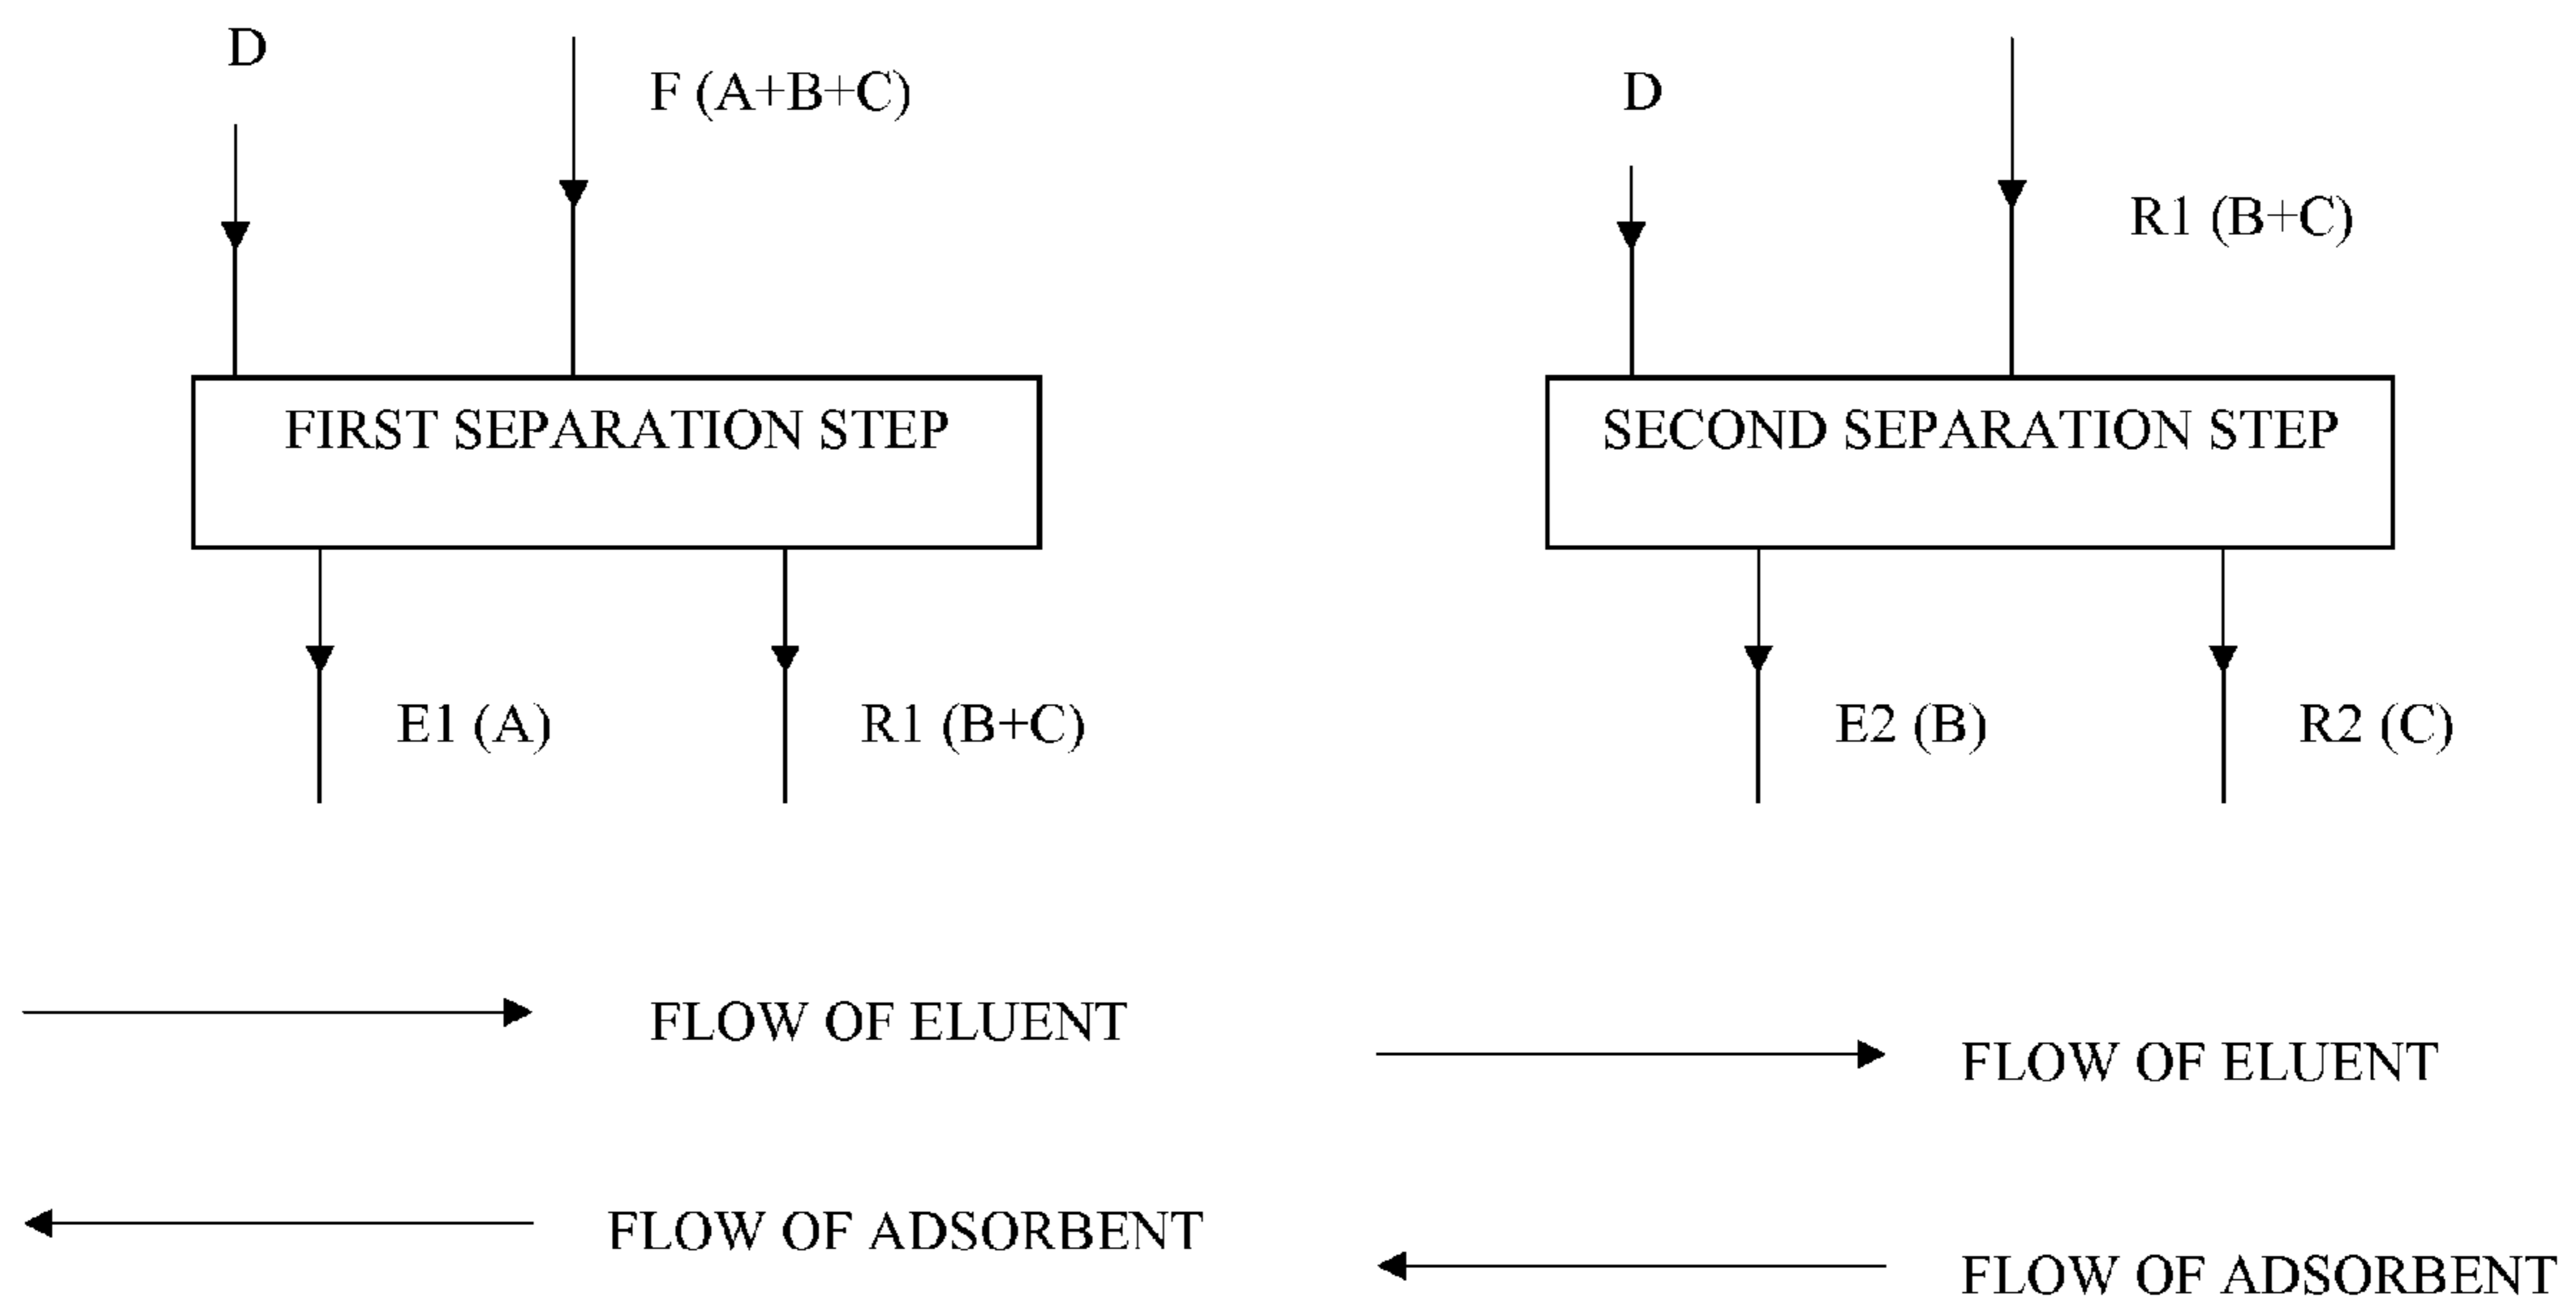 D
F (A+B+C)
FIRST SEPARATION STEP
E1 (A)
R1 (B+C)
FLOW OF ELUENT
FLOW OF ADSORBENT
D
R1 (B+C)
SECOND SEPARATION STEP
E2 (B)
R2 (C)
FLOW OF ELUENT
FLOW OF ADSORBENT